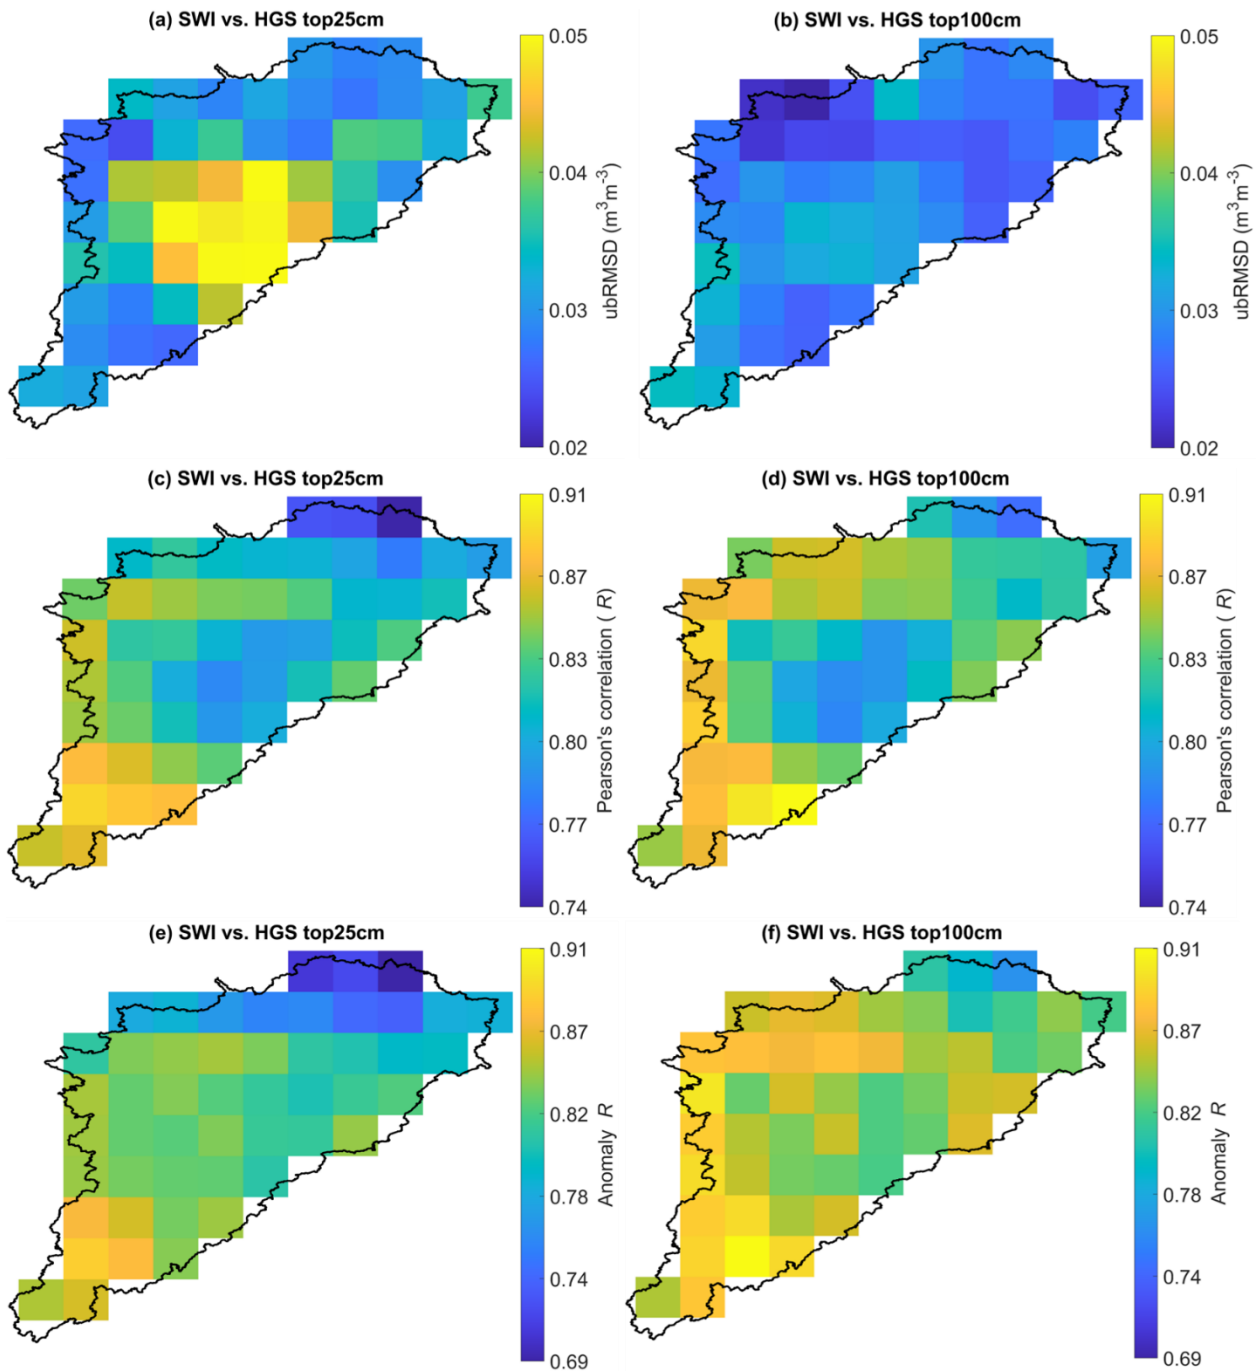 (a) SWI vs. HGS top25cm
0.05
0.04
0.03
0.02
ubRMSD (m³m⁻³)
(b) SWI vs. HGS top100cm
0.05
0.04
0.03
0.02
ubRMSD (m³m⁻³)
(c) SWI vs. HGS top25cm
0.91
0.87
0.83
0.80
0.77
0.74
Pearson's correlation ( R)
(d) SWI vs. HGS top100cm
0.91
0.87
0.83
0.80
0.77
0.74
Pearson's correlation ( R)
(e) SWI vs. HGS top25cm
0.91
0.87
0.82
0.78
0.74
0.69
Anomaly R
(f) SWI vs. HGS top100cm
0.91
0.87
0.82
0.78
0.74
0.69
Anomaly R